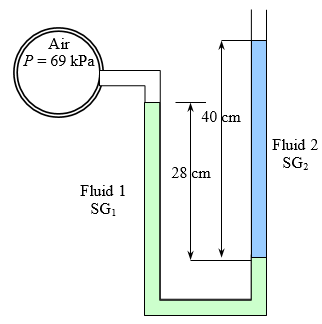 Air
P = 69 kPa
40 cm
Fluid 2
SG₂
28 cm
Fluid 1
SG₁